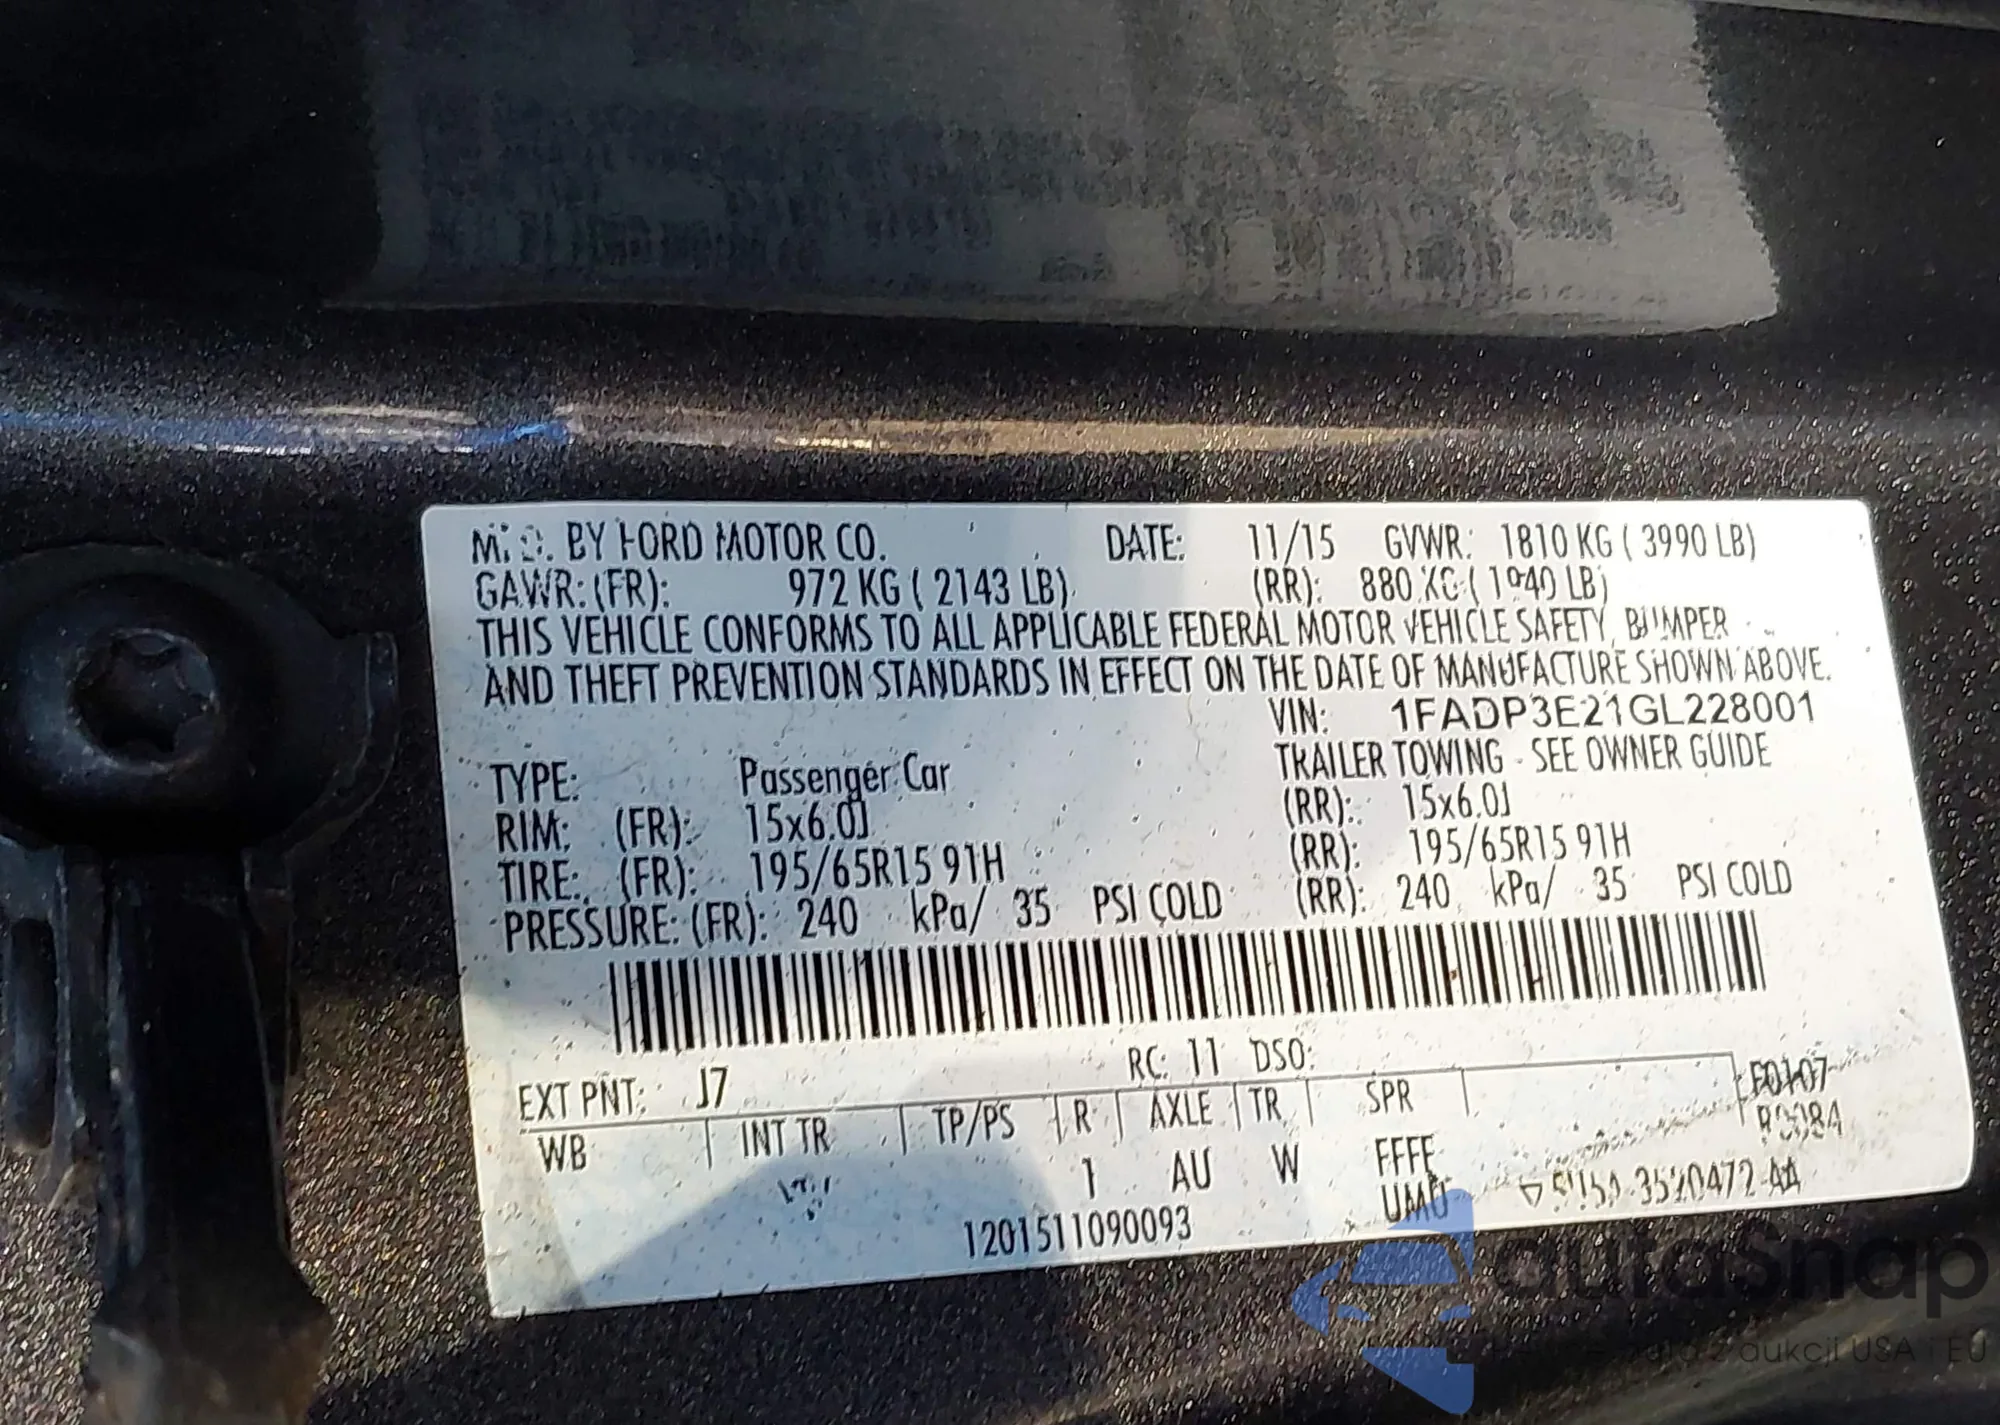 BY FORD MOTOR CO. DATE: 11/15 GVWR: 1810 KG ( 3990 LB)
GAWR: (FR): 972 KG ( 2143 LB) (RR): 880 KG ( 1940 LB)
THIS VEHICLE CONFORMS TO ALL APPLICABLE FEDERAL MOTOR VEHICLE SAFETY, BUMPER
AND THEFT PREVENTION STANDARDS IN EFFECT ON THE DATE OF MANUFACTURE SHOWN ABOVE.
VIN: 1FADP3E21GL228001
TYPE: Passenger Car TRAILER TOWING - SEE OWNER GUIDE
RIM: (FR): 15x6.0J (RR): 15x6.0J
TIRE: (FR): 195/65R15 91H (RR): 195/65R15 91H
PRESSURE: (FR): 240 kPa/ 35 PSI COLD (RR): 240 kPa/ 35 PSI COLD
EXT PNT: J7 RC: 11 DSO:
WB INT TR TP/PS R AXLE TR SPR
1 AU W FFFE
1201511090093
autoSnap
auta z aukcji USA i EU